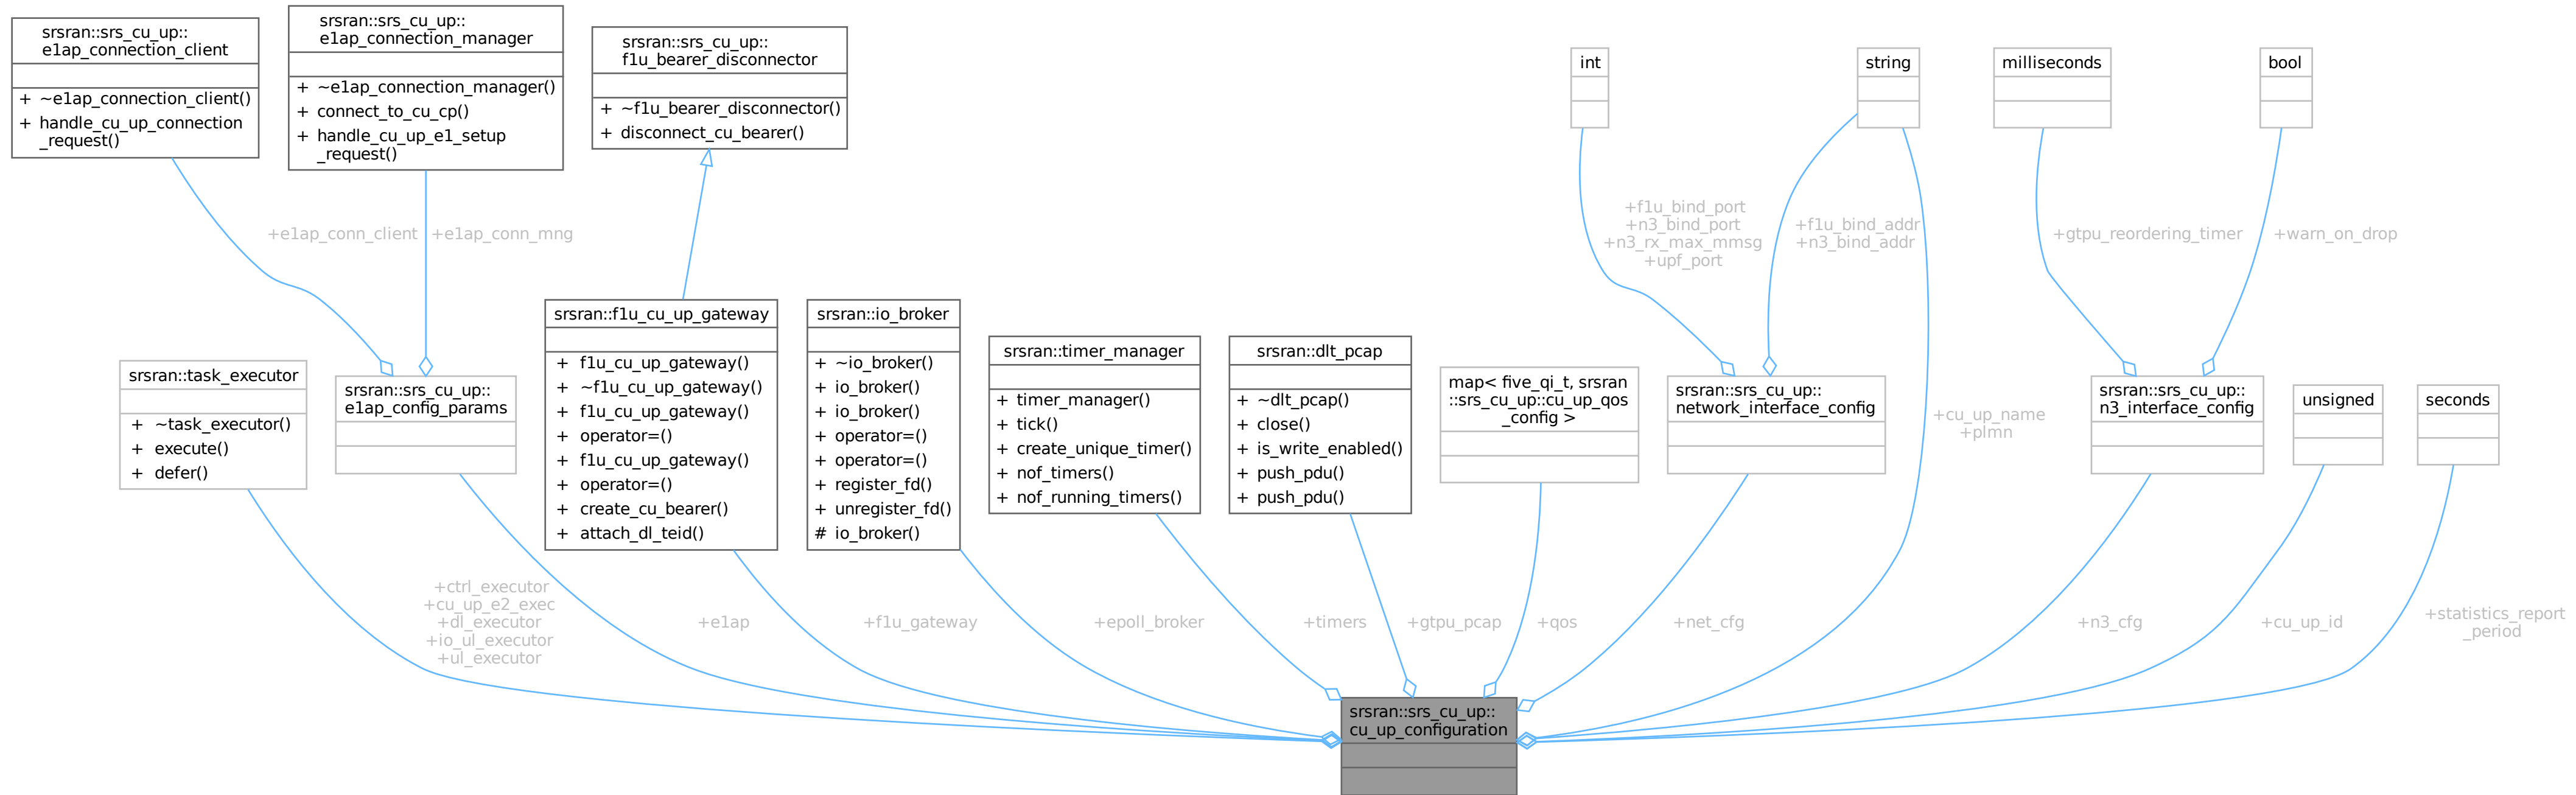 srsran::srs_cu_up::
e1ap_connection_client
+ ~e1ap_connection_client()
+ handle_cu_up_connection
_request()
srsran::srs_cu_up::
e1ap_connection_manager
+ ~e1ap_connection_manager()
+ connect_to_cu_cp()
+ handle_cu_up_e1_setup
_request()
srsran::srs_cu_up::
f1u_bearer_disconnector
+ ~f1u_bearer_disconnector()
+ disconnect_cu_bearer()
int
string
milliseconds
bool
+e1ap_conn_client
+e1ap_conn_mng
+f1u_bind_port
+n3_bind_port
+n3_rx_max_mmsg
+upf_port
+f1u_bind_addr
+n3_bind_addr
+gtpu_reordering_timer
+warn_on_drop
srsran::task_executor
+ ~task_executor()
+ execute()
+ defer()
srsran::srs_cu_up::
e1ap_config_params
srsran::f1u_cu_up_gateway
+ f1u_cu_up_gateway()
+ ~f1u_cu_up_gateway()
+ f1u_cu_up_gateway()
+ operator=()
+ f1u_cu_up_gateway()
+ operator=()
+ create_cu_bearer()
+ attach_dl_teid()
srsran::io_broker
+ ~io_broker()
+ io_broker()
+ io_broker()
+ operator=()
+ operator=()
+ register_fd()
+ unregister_fd()
# io_broker()
srsran::timer_manager
+ timer_manager()
+ tick()
+ create_unique_timer()
+ nof_timers()
+ nof_running_timers()
srsran::dlt_pcap
+ ~dlt_pcap()
+ close()
+ is_write_enabled()
+ push_pdu()
+ push_pdu()
map< five_qi_t, srsran
::srs_cu_up::cu_up_qos
_config >
srsran::srs_cu_up::
network_interface_config
+cu_up_name
+plmn
srsran::srs_cu_up::
n3_interface_config
unsigned
seconds
+ctrl_executor
+cu_up_e2_exec
+dl_executor
+io_ul_executor
+ul_executor
+e1ap
+f1u_gateway
+epoll_broker
+timers
+gtpu_pcap
+qos
+net_cfg
+n3_cfg
+cu_up_id
+statistics_report
_period
srsran::srs_cu_up::
cu_up_configuration